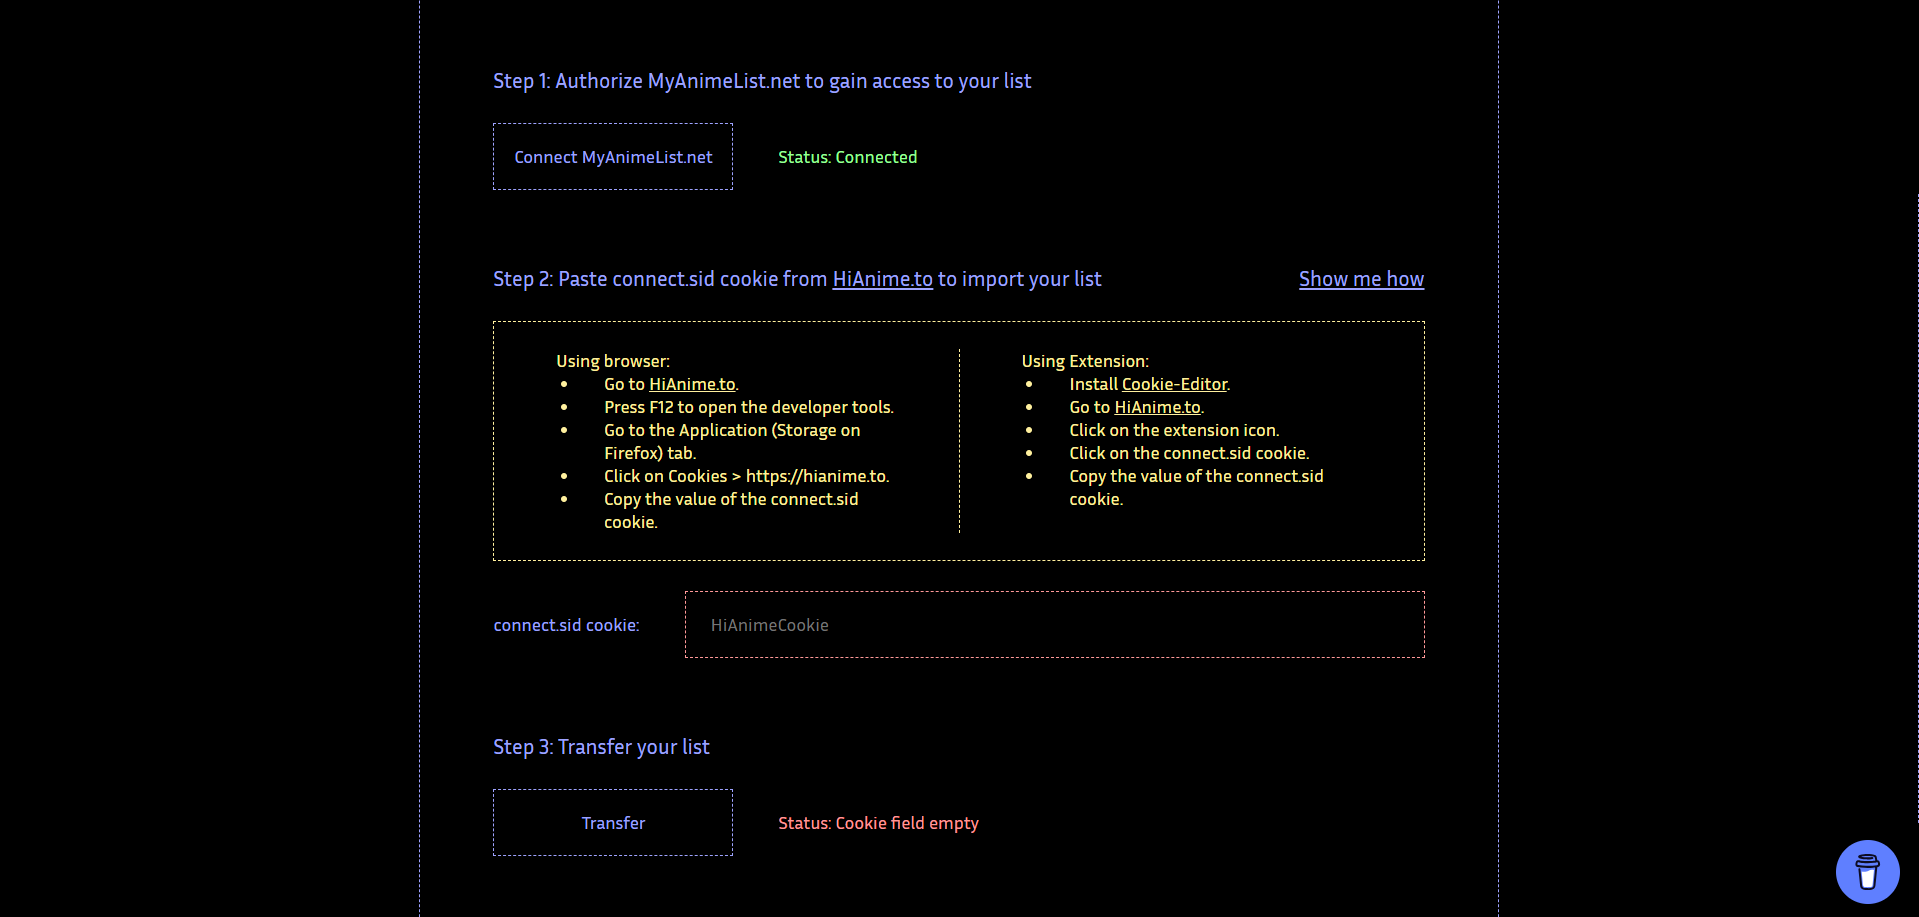 Step 1: Authorize MyAnimeList.net to gain access to your list
Connect MyAnimeList.net
Status: Connected
Step 2: Paste connect.sid cookie from HiAnime.to to import your list
Show me how
Using browser:
• Go to HiAnime.to.
• Press F12 to open the developer tools.
• Go to the Application (Storage on
Firefox) tab.
• Click on Cookies > https://hianime.to.
• Copy the value of the connect.sid
cookie.
Using Extension:
• Install Cookie-Editor.
• Go to HiAnime.to.
• Click on the extension icon.
• Click on the connect.sid cookie.
• Copy the value of the connect.sid
cookie.
connect.sid cookie:
HiAnimeCookie
Step 3: Transfer your list
Transfer
Status: Cookie field empty